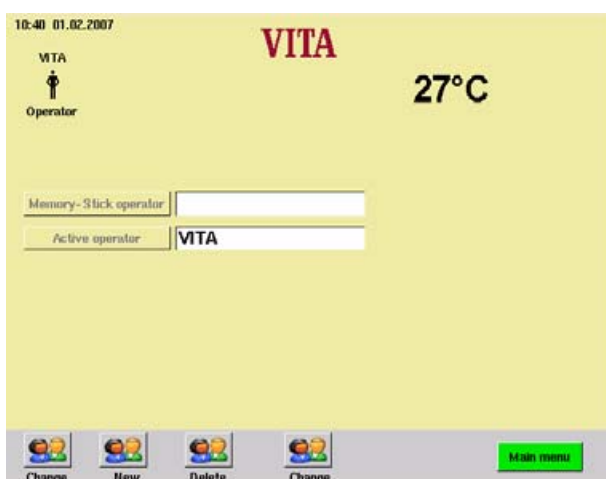 10:40 01.02.2007
VITA
VITA
Operator
27°C
Memory-Stick operator
Active operator VITA
Change New Delete Change
Main menu